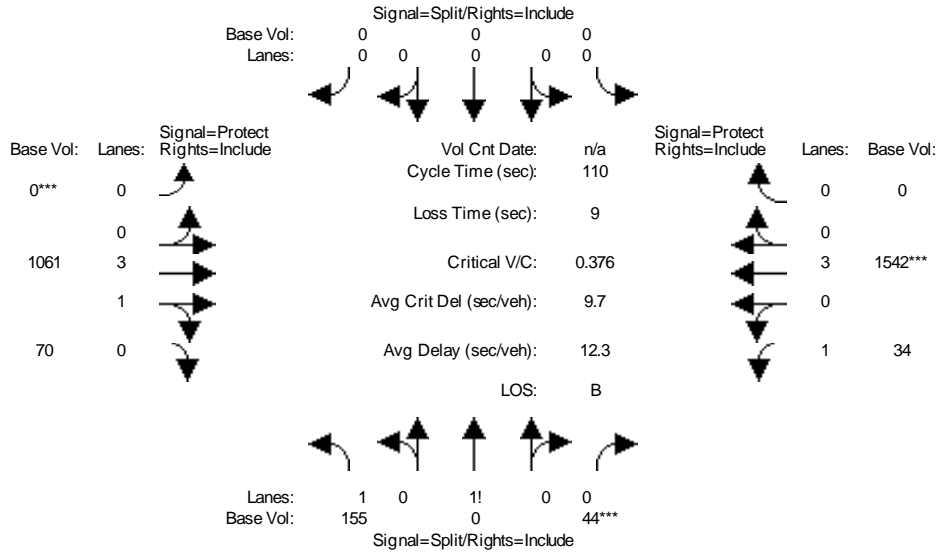 Signal=Split/Rights=Include
Base Vol: 0 0 0
Lanes: 0 0 0 0 0
Signal=Protect
Base Vol: Lanes: Rights=Include
Vol Cnt Date: n/a
Signal=Protect
Rights=Include Lanes: Base Vol:
Cycle Time (sec): 110
0*** 0
0 0
Loss Time (sec): 9
0
0
1061 3
Critical V/C: 0.376
3 1542***
1
Avg Crit Del (sec/veh): 9.7
0
70 0
Avg Delay (sec/veh): 12.3
1 34
LOS: B
Lanes: 1 0 1! 0 0
Base Vol: 155 0 44***
Signal=Split/Rights=Include